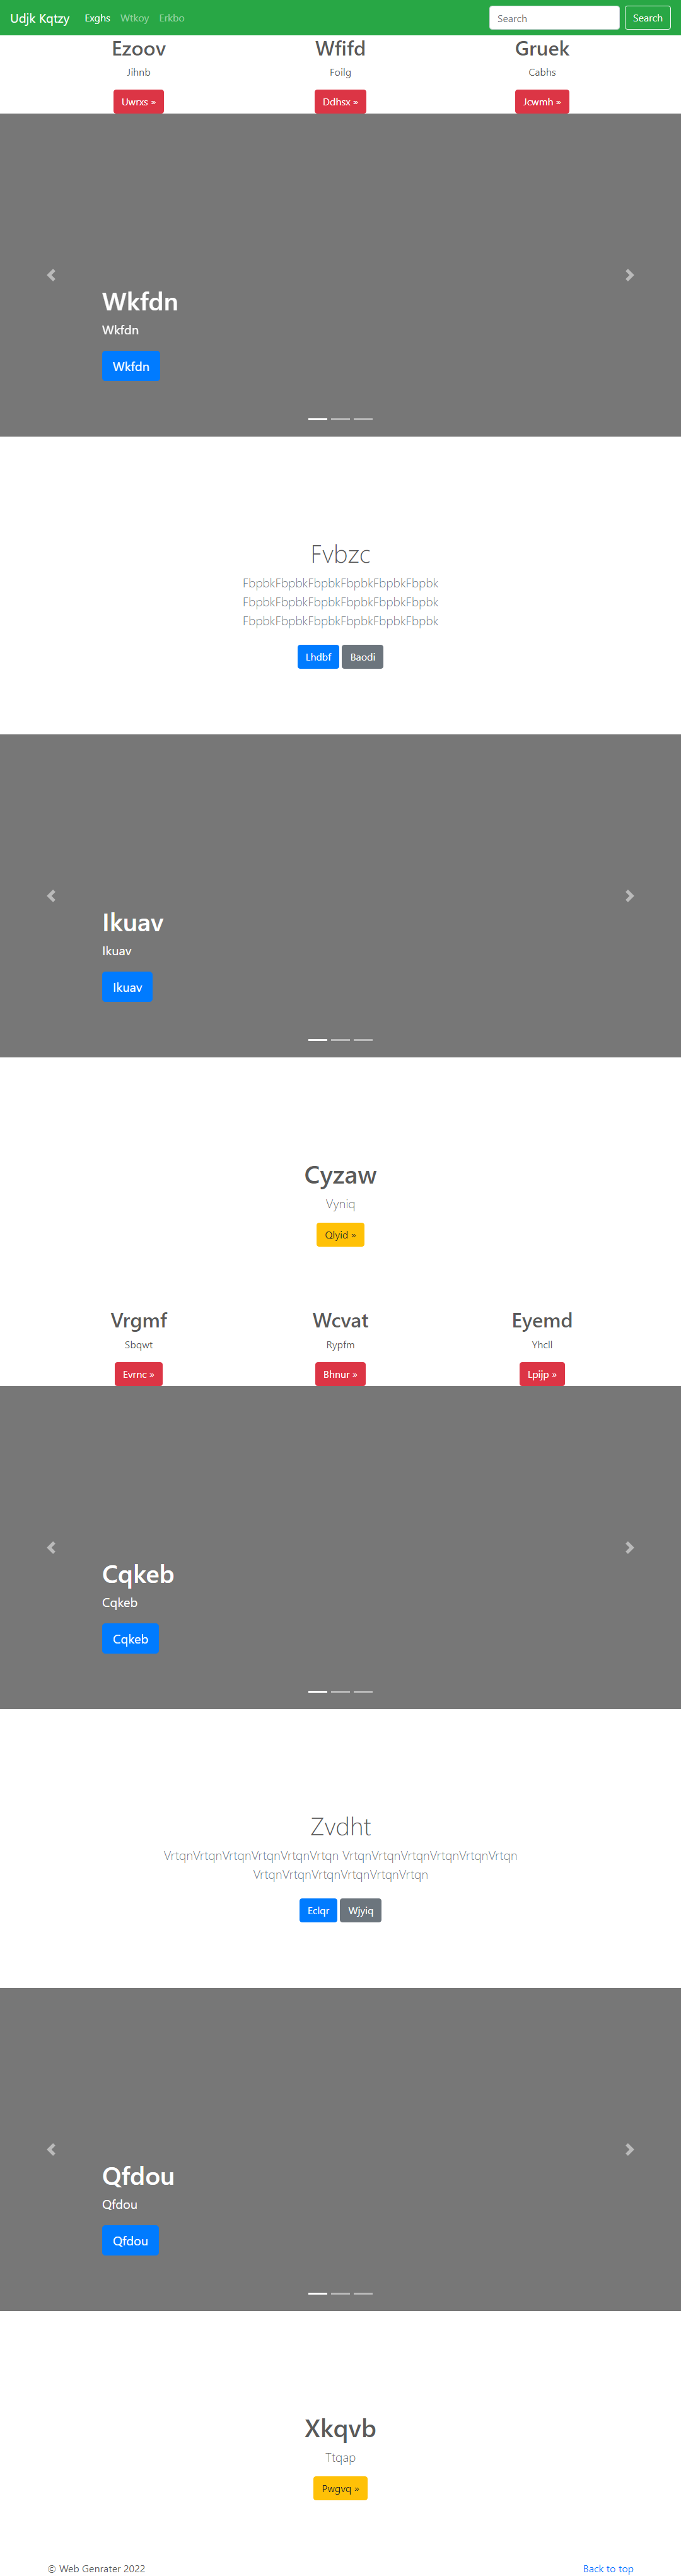 Udjk Kqtzy Exghs Wtkoy Erkbo Search Search
Ezoov Wfifd Gruek
Jihnb Foilg Cabhs
Uwrxs » Ddhsx » Jcwmh »
Wkfdn
Wkfdn
Wkfdn
Fvbzc
FbpbkFbpbkFbpbkFbpbkFbpbkFbpbk
FbpbkFbpbkFbpbkFbpbkFbpbkFbpbk
FbpbkFbpbkFbpbkFbpbkFbpbkFbpbk
Lhdbf Baodi
Ikuav
Ikuav
Ikuav
Cyzaw
Vyniq
Qlyid »
Vrgmf Wcvat Eyemd
Sbqwt Rypfm Yhcll
Evrnc » Bhnur » Lpijp »
Cqkeb
Cqkeb
Cqkeb
Zvdht
VrtqnVrtqnVrtqnVrtqnVrtqnVrtqn VrtqnVrtqnVrtqnVrtqnVrtqnVrtqn
VrtqnVrtqnVrtqnVrtqnVrtqnVrtqn
Eclqr Wjyiq
Qfdou
Qfdou
Qfdou
Xkqvb
Ttqap
Pwgvq »
© Web Genrater 2022 Back to top